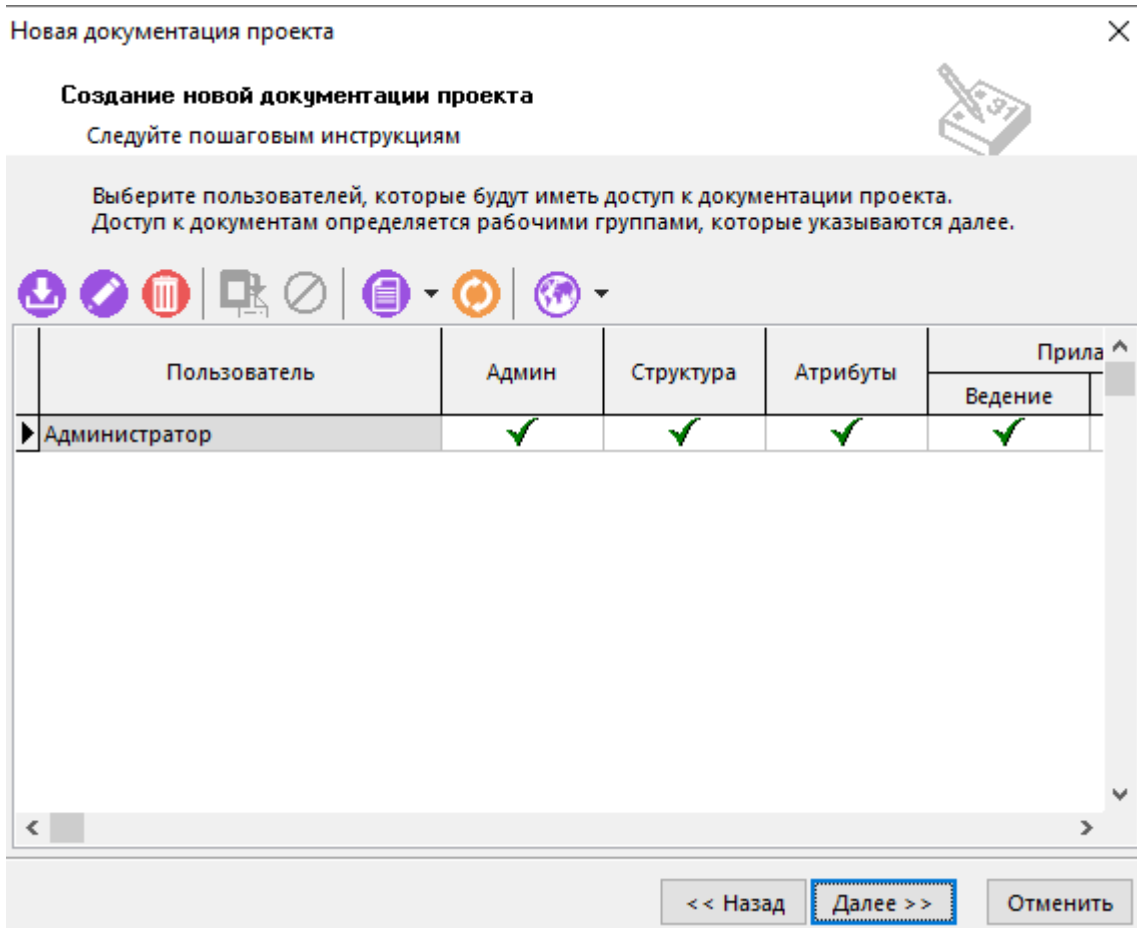 Новая документация проекта
Создание новой документации проекта
Следуйте пошаговым инструкциям
Выберите пользователей, которые будут иметь доступ к документации проекта.
Доступ к документам определяется рабочими группами, которые указываются далее.
Пользователь Админ Структура Атрибуты Прила
Ведение
Администратор
<< Назад Далее >> Отменить